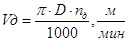 Vд = π · D · nд / 1000 , м / мин